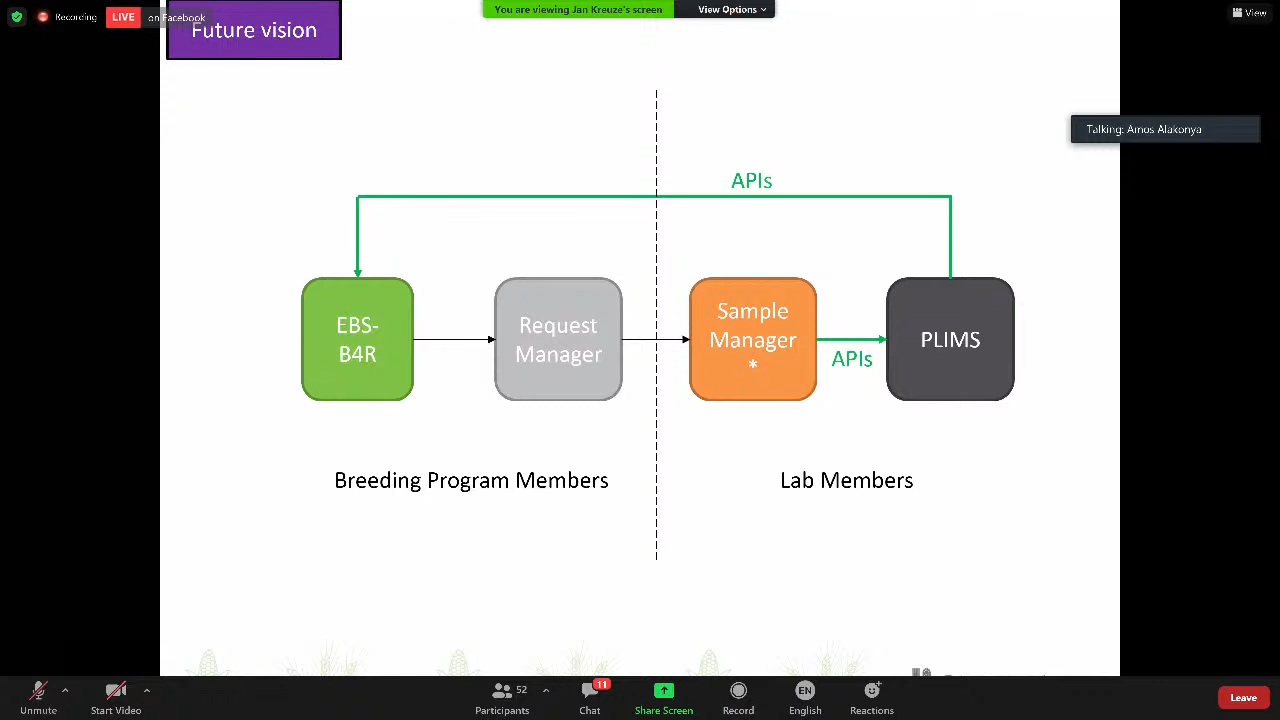 Recording
LIVE
on Facebook
You are viewing Jan Kreuze's screen
View Options
View
Future vision
Talking: Amos Alakonya
APIs
EBS-
B4R
Request
Manager
Sample
Manager
*
APIs
PLIMS
Breeding Program Members
Lab Members
Unmute
Start Video
52
Participants
11
Chat
Share Screen
Record
EN
English
Reactions
Leave